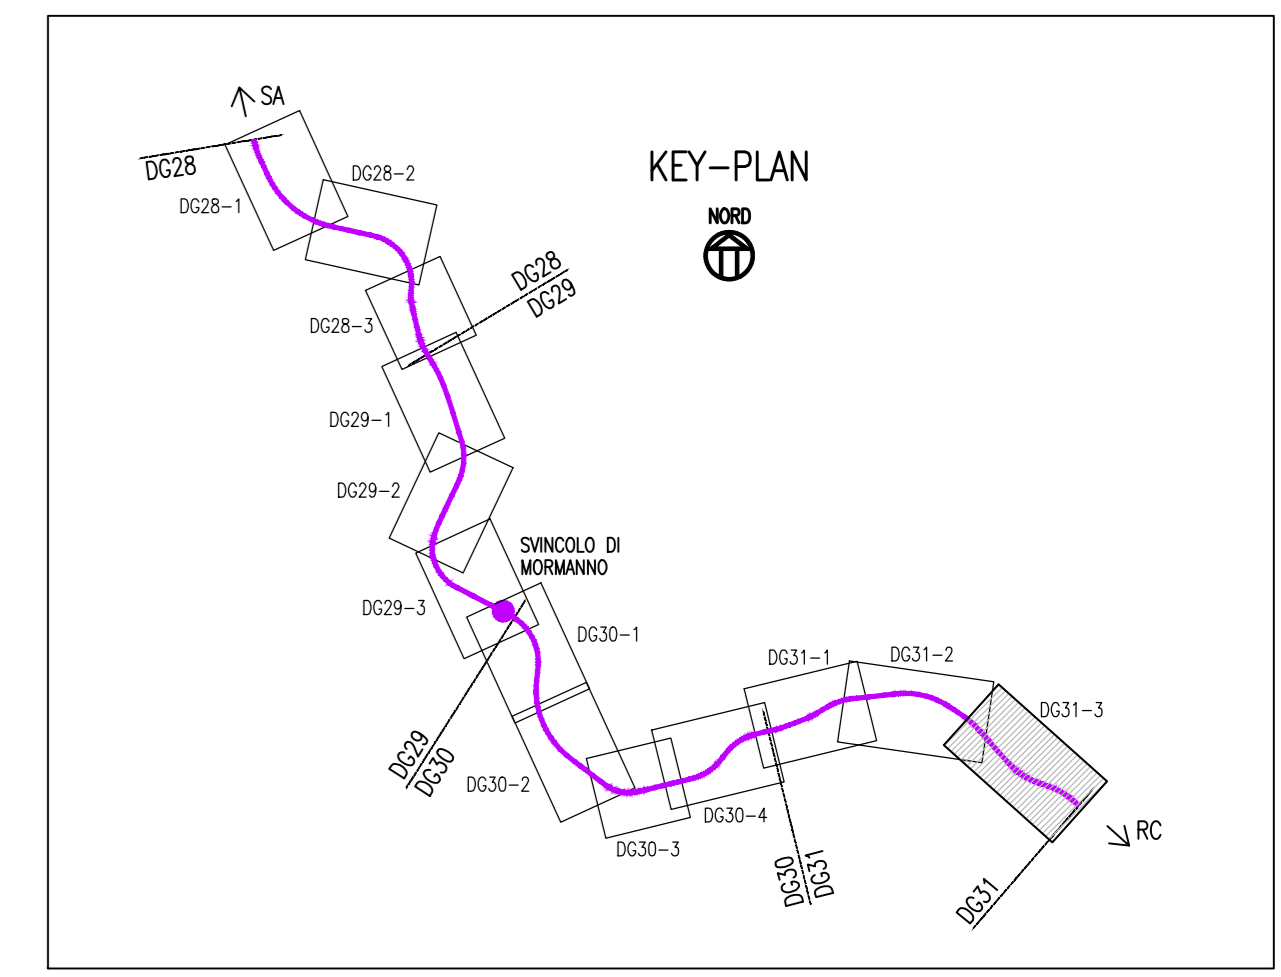 SA
DG28
DG28-1
DG28-2
KEY-PLAN
NORD
DG28
DG29
DG28-3
DG29-1
DG29-2
SVINCOLO DI
MORMANNO
DG29-3
DG30-1
DG29
DG30
DG31-1
DG31-2
DG31-3
DG30-2
DG30-3
DG30-4
DG30
DG31
RC
DG31